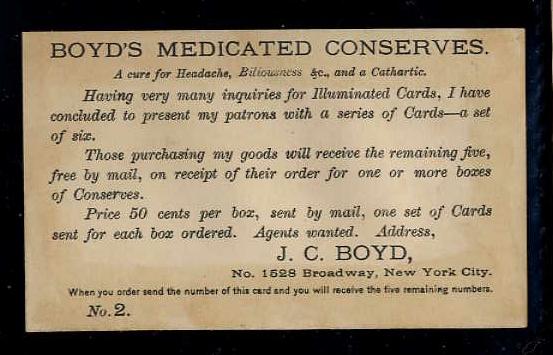 BOYD'S MEDICATED CONSERVES.
A cure for Headache, Biliousness &c., and a Cathartic.
Having very many inquiries for Illuminated Cards, I have
concluded to present my patrons with a series of Cards—a set
of six.
Those purchasing my goods will receive the remaining five,
free by mail, on receipt of their order for one or more boxes
of Conserves.
Price 50 cents per box, sent by mail, one set of Cards
sent for each box ordered. Agents wanted. Address,
J. C. BOYD,
No. 1528 Broadway, New York City.
When you order send the number of this card and you will receive the five remaining numbers.
No. 2.